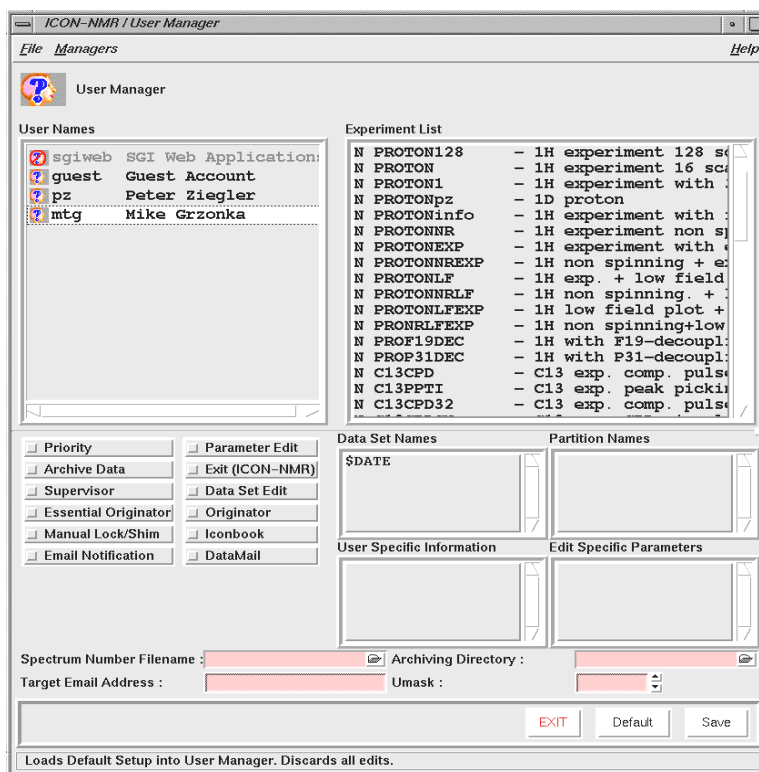 ICON-NMR / User Manager
File Managers Help
User Manager
User Names
sgiweb SGI Web Applications
guest Guest Account
pz Peter Ziegler
mtg Mike Grzonka
Experiment List
N PROTON128 - 1H experiment 128
N PROTON - 1H experiment 16
N PROTON1 - 1H experiment with
N PROTONpz - 1D proton
N PROTONinfo - 1H experiment with
N PROTONNR - 1H experiment non
N PROTONEXP - 1H experiment with
N PROTONNREXP - 1H non spinning +
N PROTONLF - 1H exp. + low field
N PROTONNRLF - 1H non spinning. +
N PROTONLFEXP - 1H low field plot +
N PRONRLFEXP - 1H non spinning+low
N PROF19DEC - 1H with F19-decoupl
N PROP31DEC - 1H with P31-decoupl
N C13CPD - C13 exp. comp. puls
N C13PPTI - C13 exp. peak picki
N C13CPD32 - C13 exp. comp. puls
Priority
Parameter Edit
Archive Data
Exit (ICON-NMR)
Supervisor
Data Set Edit
Essential Originator
Originator
Manual Lock/Shim
Iconbook
Email Notification
DataMail
Data Set Names
$DATE
Partition Names
User Specific Information
Edit Specific Parameters
Spectrum Number Filename :
Archiving Directory :
Target Email Address :
Umask :
EXIT
Default
Save
Loads Default Setup into User Manager. Discards all edits.